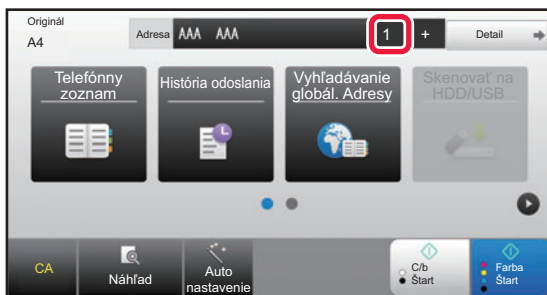 Originál
A4
Adresa AAA AAA 1 + Detail
Telefónny
zoznam
História odoslania
Vyhľadávanie
globál. Adresy
Skenovať na
HDD/USB
CA
Náhľad
Auto
nastavenie
C/b
Štart
Farba
Štart